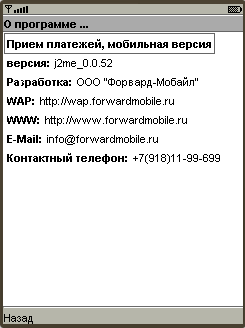 О программе ...
Прием платежей, мобильная версия
версия: j2me_0.0.52
Разработка: ООО "Форвард-Мобайл"
WAP: http://wap.forwardmobile.ru
WWW: http://www.forwardmobile.ru
E-Mail: info@forwardmobile.ru
Контактный телефон: +7(918)11-99-699
Назад